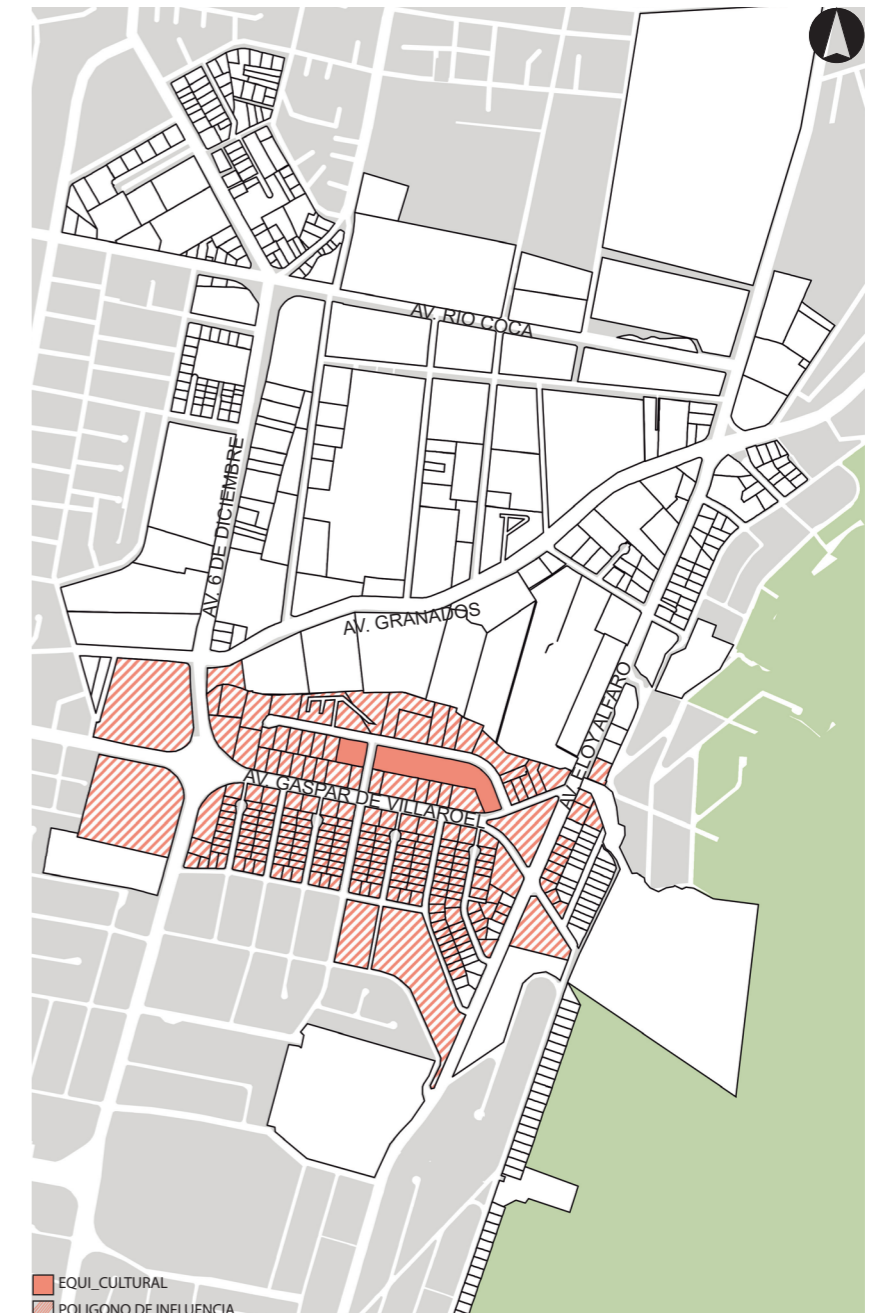 AV. RIO COCA
AV. 6 DE DICIEMBRE
AV. GRANADOS
AV. ELOY ALFARO
AV. GASPAR DE VILLAROEL
EQUI_CULTURAL
POLIGONO DE INFLUENCIA